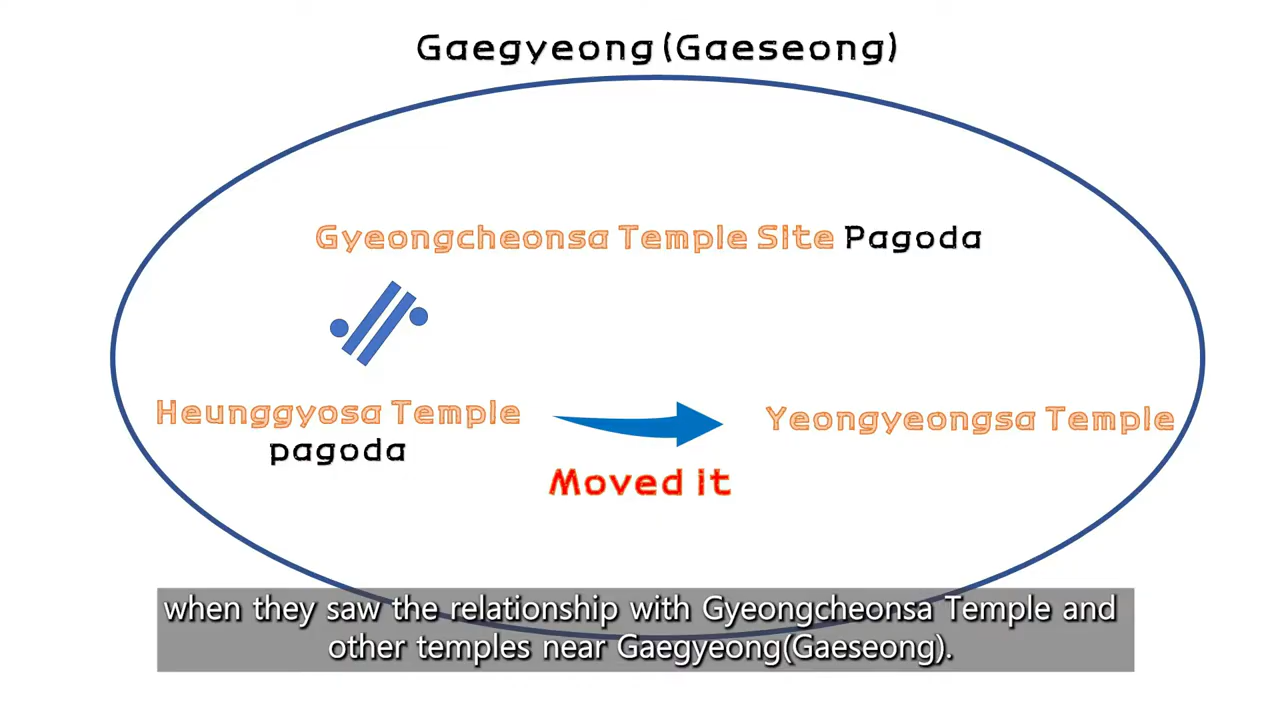 Gaegyeong(Gaeseong)
Gyeongcheonsa Temple Site Pagoda
Heunggyosa Temple
pagoda
Yeongyeongsa Temple
Moved it
when they saw the relationship with Gyeongcheonsa Temple and
other temples near Gaegyeong(Gaeseong).